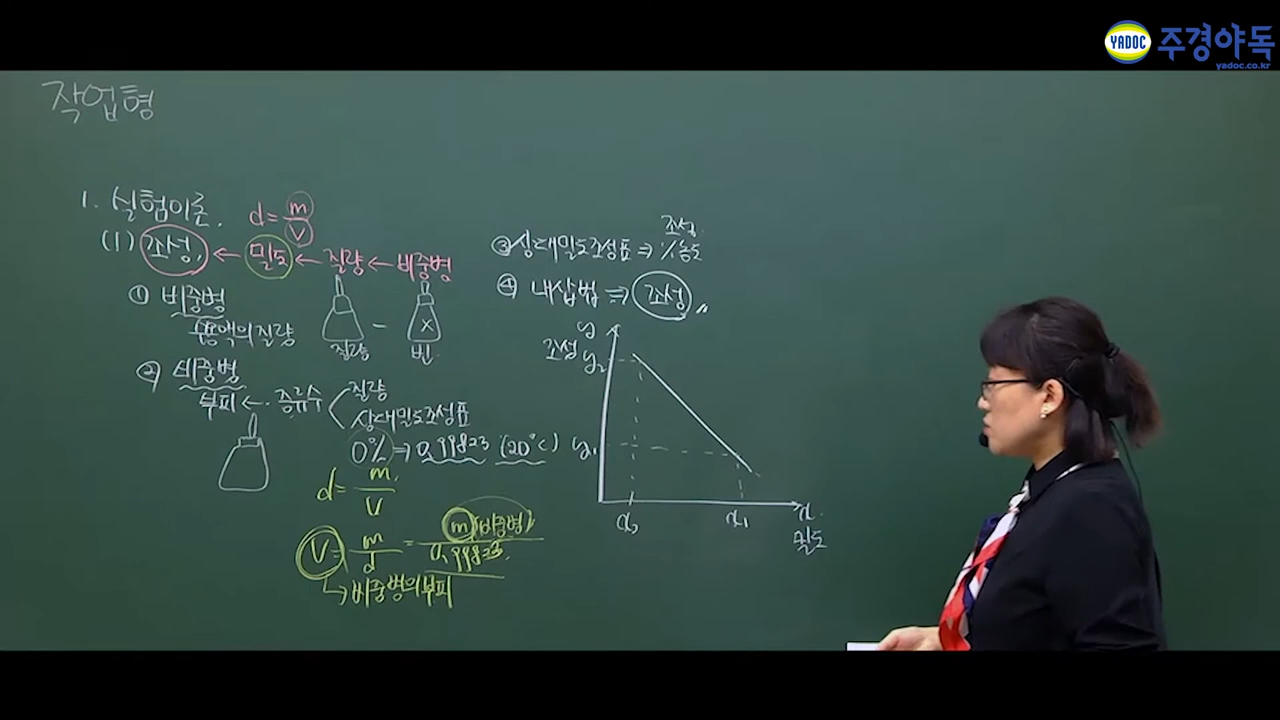 YADOC 주경야독
yadoc.co.kr
작업형
1. 실험이론.
d = m/V
(1) 조성. ← 밀도 ← 질량 ← 비중병
① 비중병
용액의 질량
질량 - 빈
② 비중병
부피 ← 증류수 < 질량
상대밀도조성표
0% ⇒ 0.99823 (20°C)
d = m/V
V = m/d = m(비중병)/0.99823
↳ 비중병의 부피
③ 상대밀도조성표 ⇒ 조성. %농도
④ 내삽법 ⇒ 조성〃
y
조성 y₂
y₁
x₂ x₁ x.
밀도